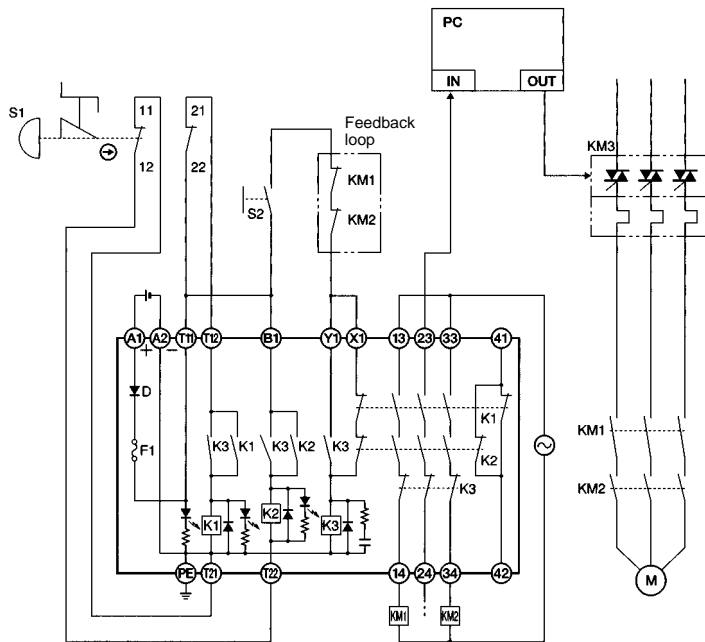 PC
IN OUT
S1
11 21
12 22
Feedback
loop
KM1
KM2
S2
KM3
A1 A2 T11 T12 B1 Y1 X1 13 23 33 41
+ −
D
F1
K3 K1 K3 K2 K3
K1
K2
K3
K1 K2 K3
PE T21 T22 14 24 34 42
KM1 KM2
KM1
KM2
M